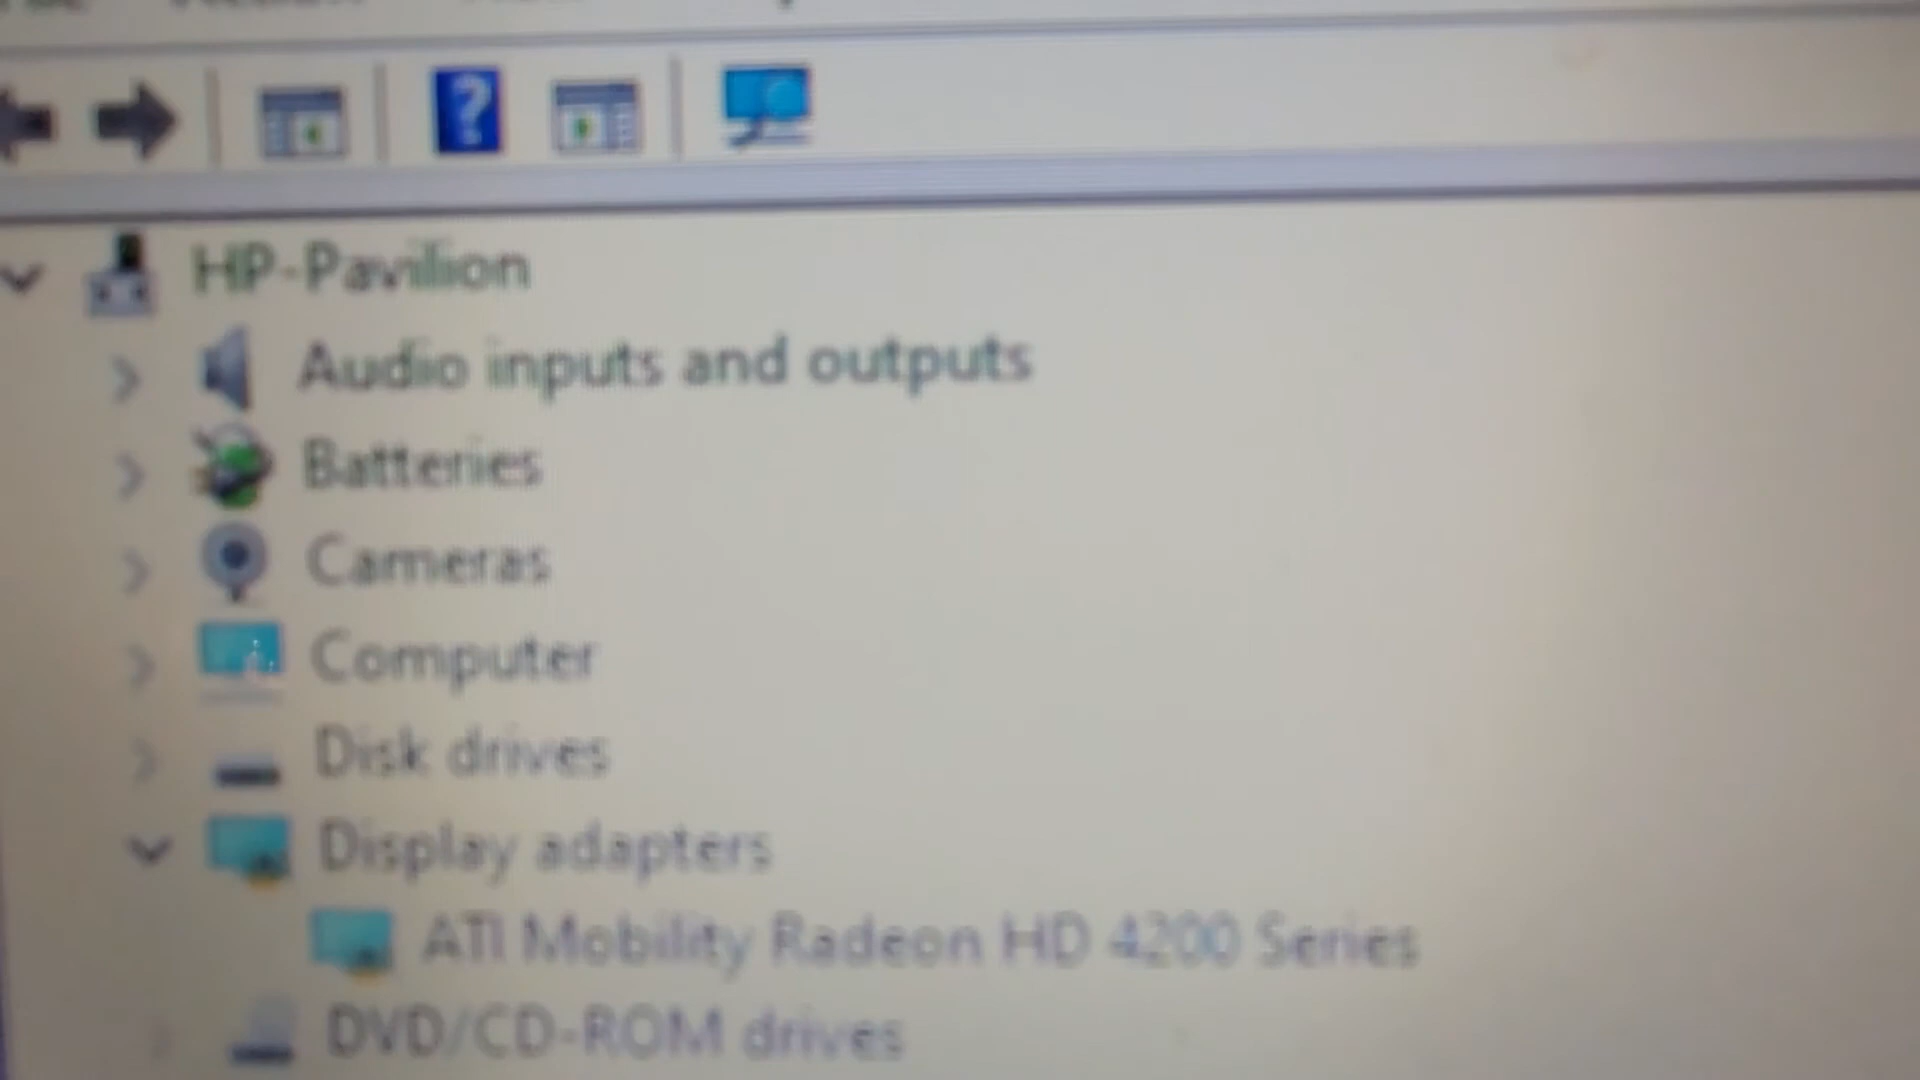 HP-Pavilion
Audio inputs and outputs
Batteries
Cameras
Computer
Disk drives
Display adapters
ATI Mobility Radeon HD 4200 Series
DVD/CD-ROM drives